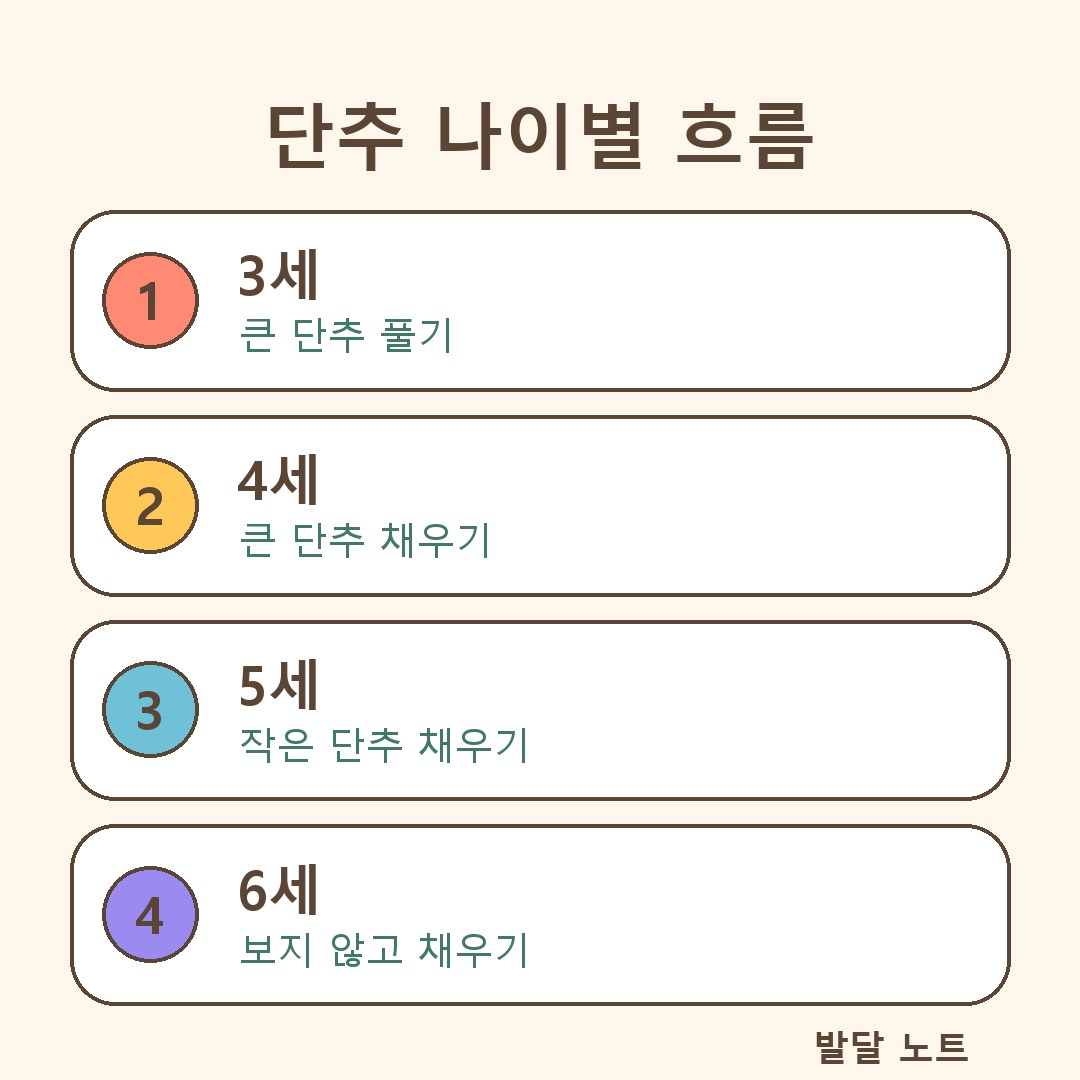 단추 나이별 흐름
1
3세
큰 단추 풀기
2
4세
큰 단추 채우기
3
5세
작은 단추 채우기
4
6세
보지 않고 채우기
발달 노트